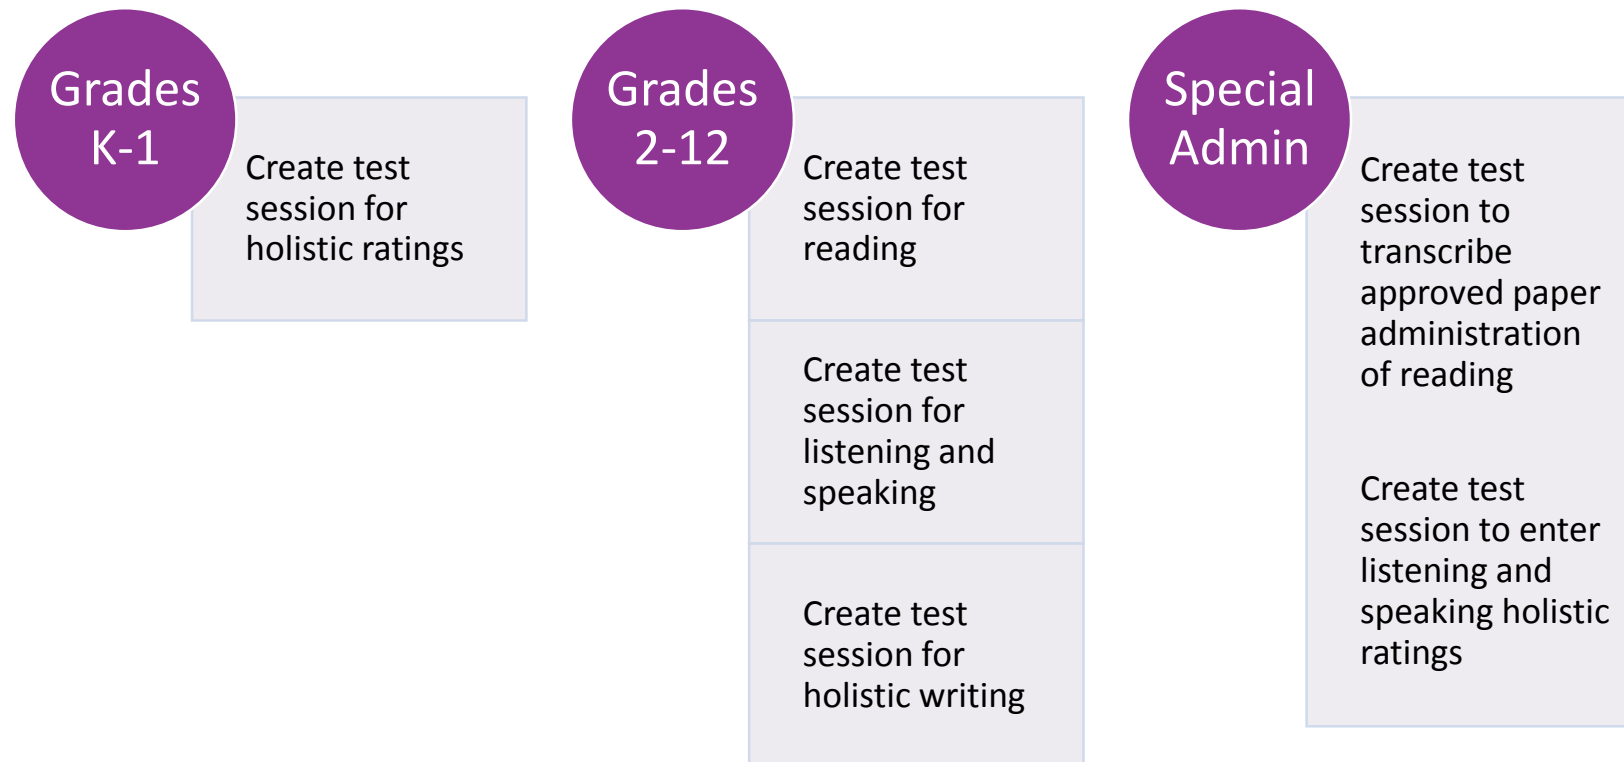 Grades
K-1
Create test
session for
holistic ratings
Grades
2-12
Create test
session for
reading
Create test
session for
listening and
speaking
Create test
session for
holistic writing
Special
Admin
Create test
session to
transcribe
approved paper
administration
of reading
Create test
session to enter
listening and
speaking holistic
ratings